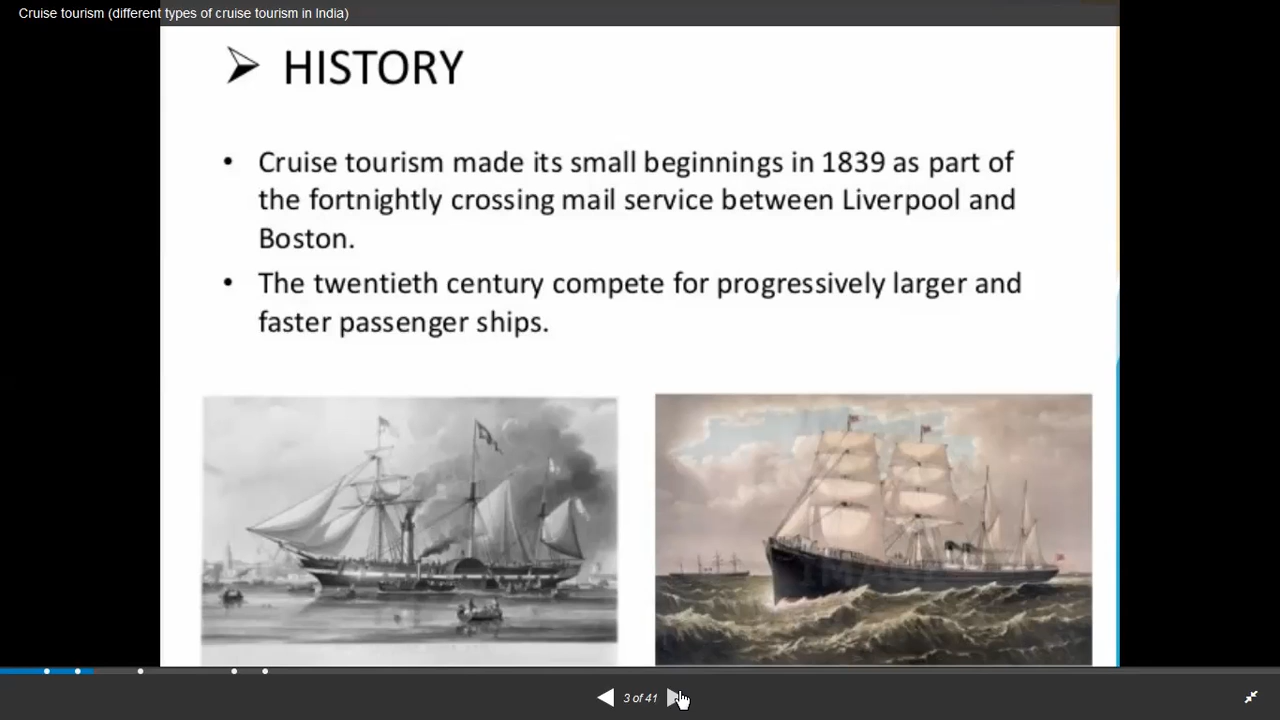 Cruise tourism (different types of cruise tourism in India)
HISTORY
• Cruise tourism made its small beginnings in 1839 as part of
the fortnightly crossing mail service between Liverpool and
Boston.
• The twentieth century compete for progressively larger and
faster passenger ships.
3 of 41